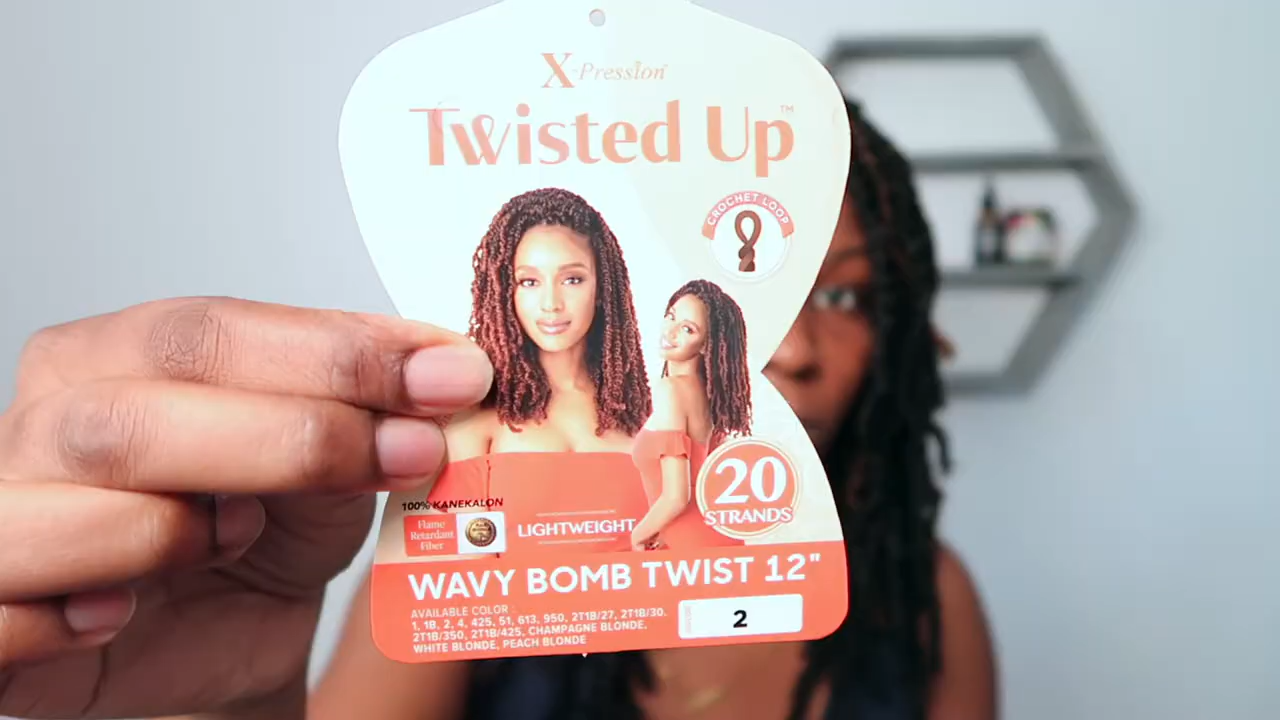 X-Pression
Twisted Up™
CROCHET LOOP
20
STRANDS
100% KANEKALON
Flame
Retardant
Fiber
LIGHTWEIGHT
WAVY BOMB TWIST 12"
AVAILABLE COLOR :
1, 1B, 2, 4, 425, 51, 613, 950, 2T1B/27, 2T1B/30,
2T1B/350, 2T1B/425, CHAMPAGNE BLONDE,
WHITE BLONDE, PEACH BLONDE
2